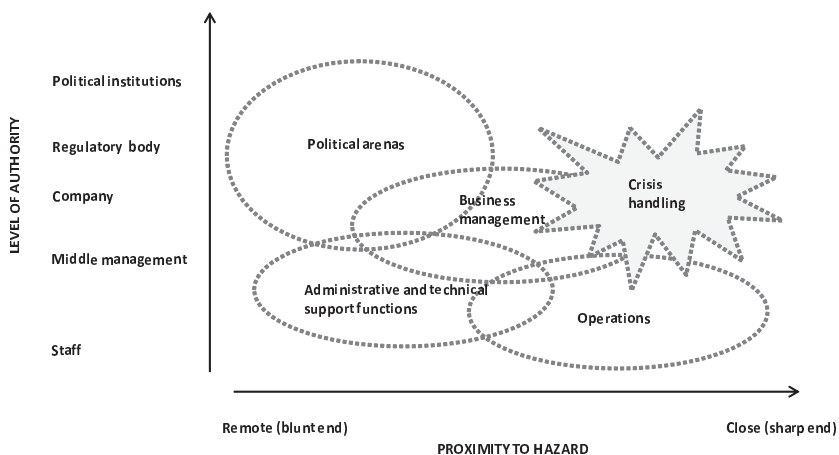 Political institutions
Political arenas
Regulatory body
Crisis
handling
Company
Business
management
LEVEL OF AUTHORITY
Middle management
Administrative and technical
support functions
Operations
Staff
Remote (blunt end)
Close (sharp end)
PROXIMITY TO HAZARD